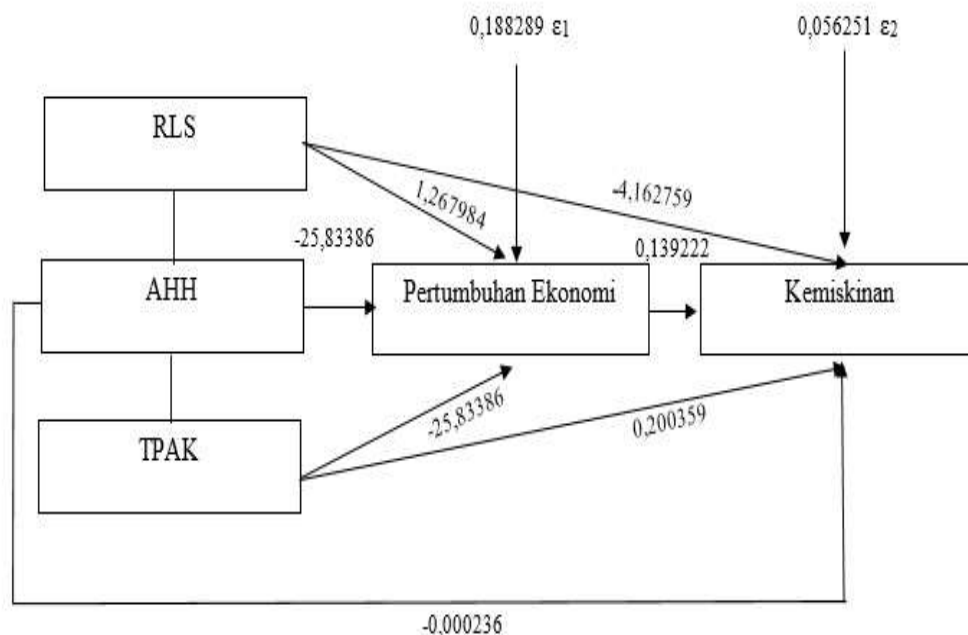 0,188289 ε1
0,056251 ε2
RLS
1,267984
-4,162759
-25,83386
0,139222
AHH
Pertumbuhan Ekonomi
Kemiskinan
TPAK
-25,83386
0,200359
-0,000236